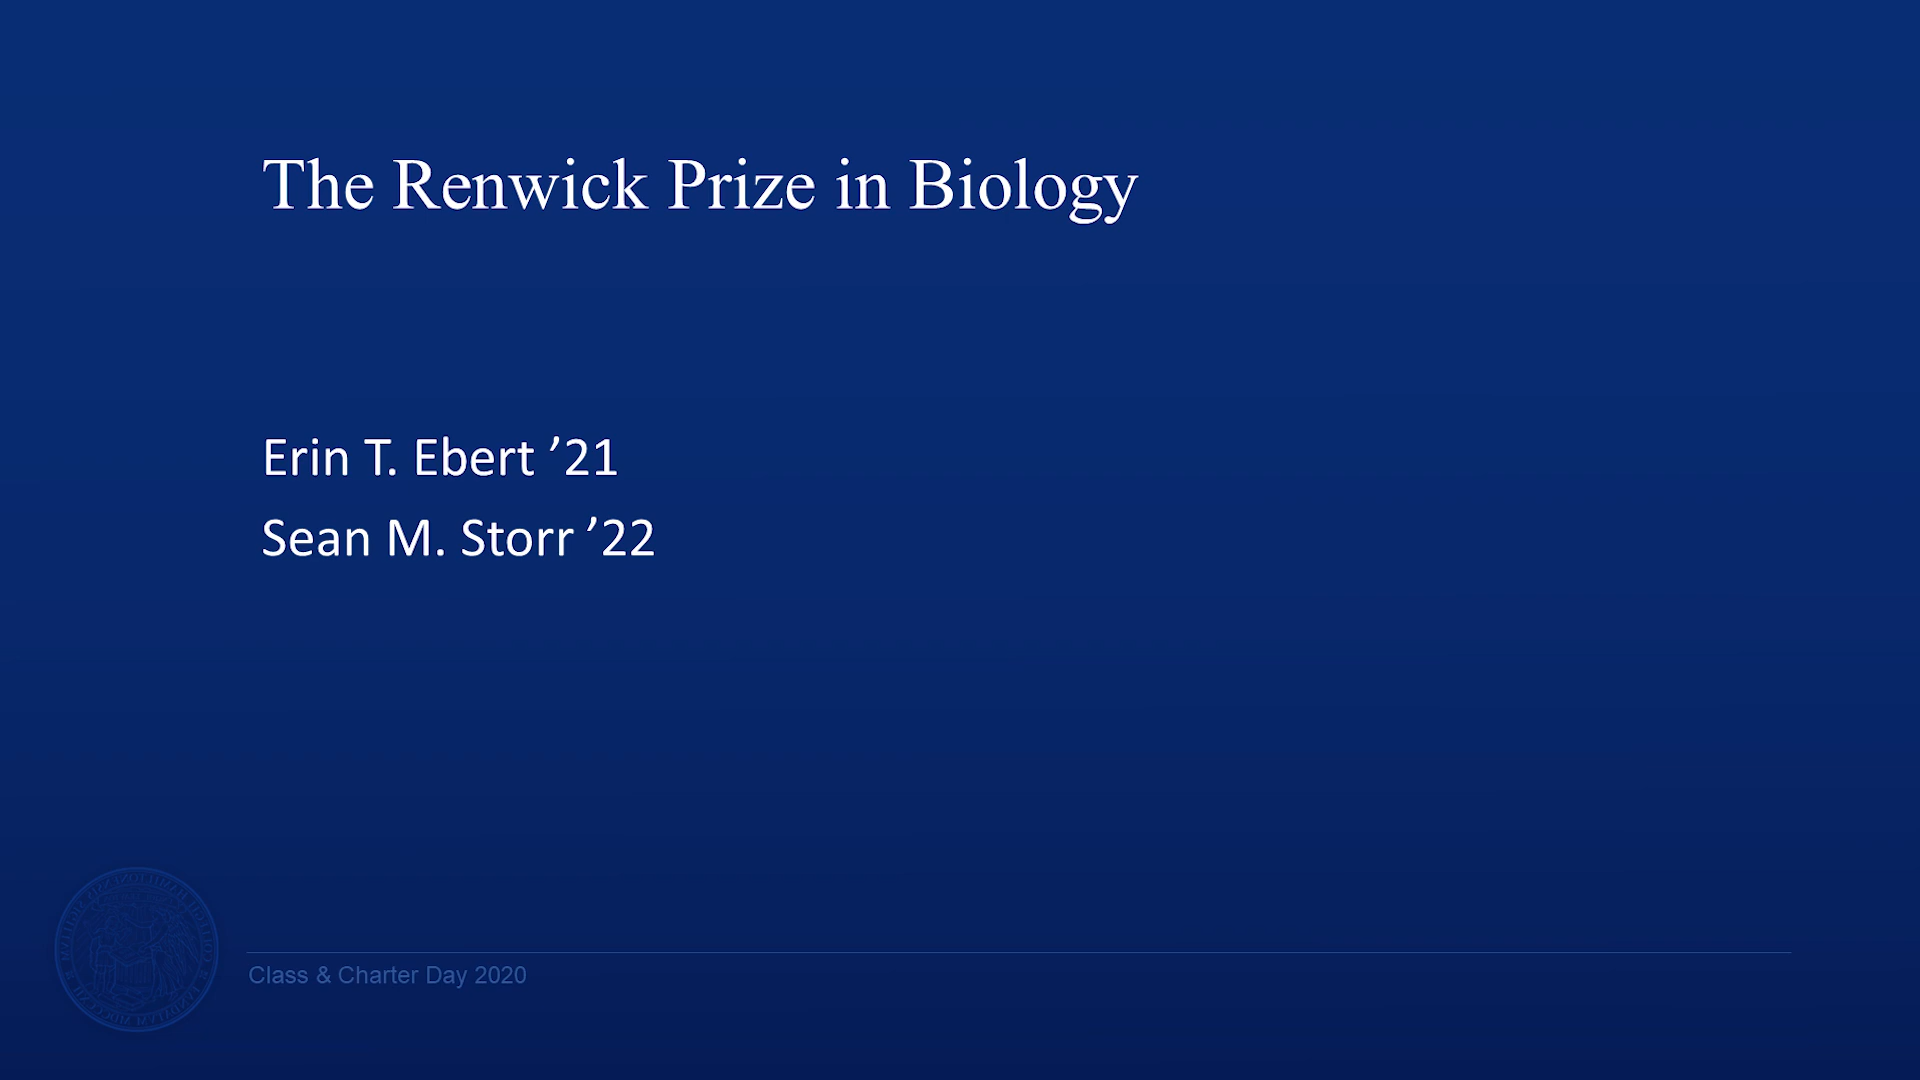 The Renwick Prize in Biology
Erin T. Ebert ’21
Sean M. Storr ’22
Class & Charter Day 2020